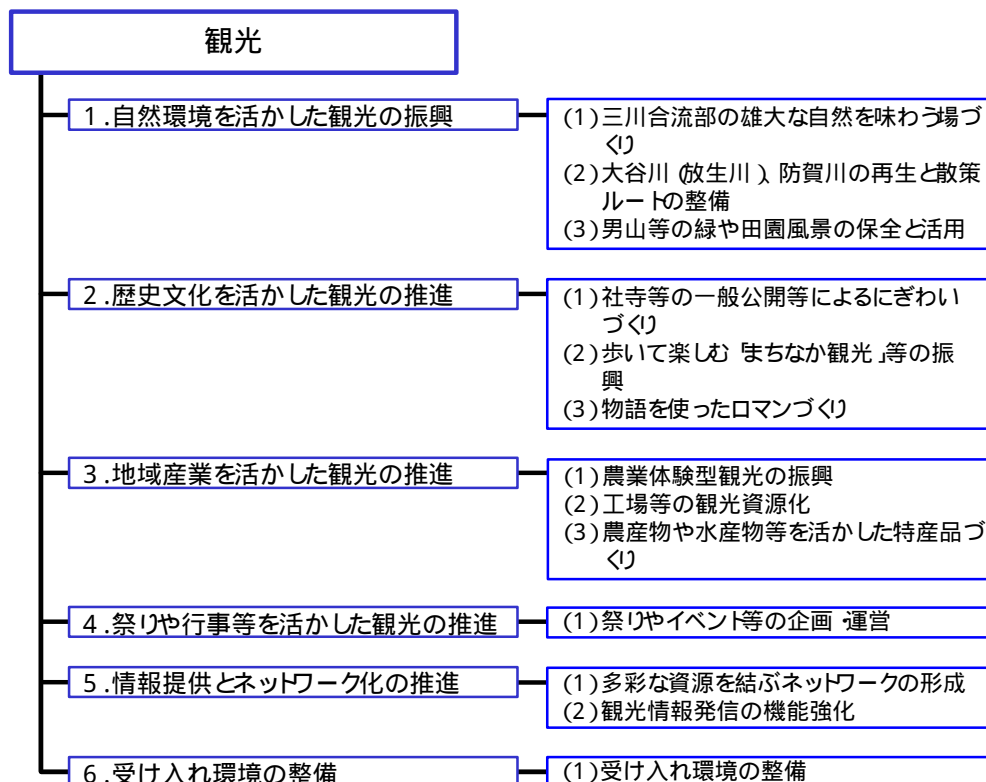 観光
1.自然環境を活かした観光の振興
(1)三川合流部の雄大な自然を味わう場づ
くり
(2)大谷川（放生川）、防賀川の再生と散策
ルートの整備
(3)男山等の緑や田園風景の保全と活用
2.歴史文化を活かした観光の推進
(1)社寺等の一般公開等によるにぎわい
づくり
(2)歩いて楽しむ「まちなか観光」等の振
興
(3)物語を使ったロマンづくり
3.地域産業を活かした観光の推進
(1)農業体験型観光の振興
(2)工場等の観光資源化
(3)農産物や水産物等を活かした特産品づ
くり
4.祭りや行事等を活かした観光の推進
(1)祭りやイベント等の企画・運営
5.情報提供とネットワーク化の推進
(1)多彩な資源を結ぶネットワークの形成
(2)観光情報発信の機能強化
6.受け入れ環境の整備
(1)受け入れ環境の整備